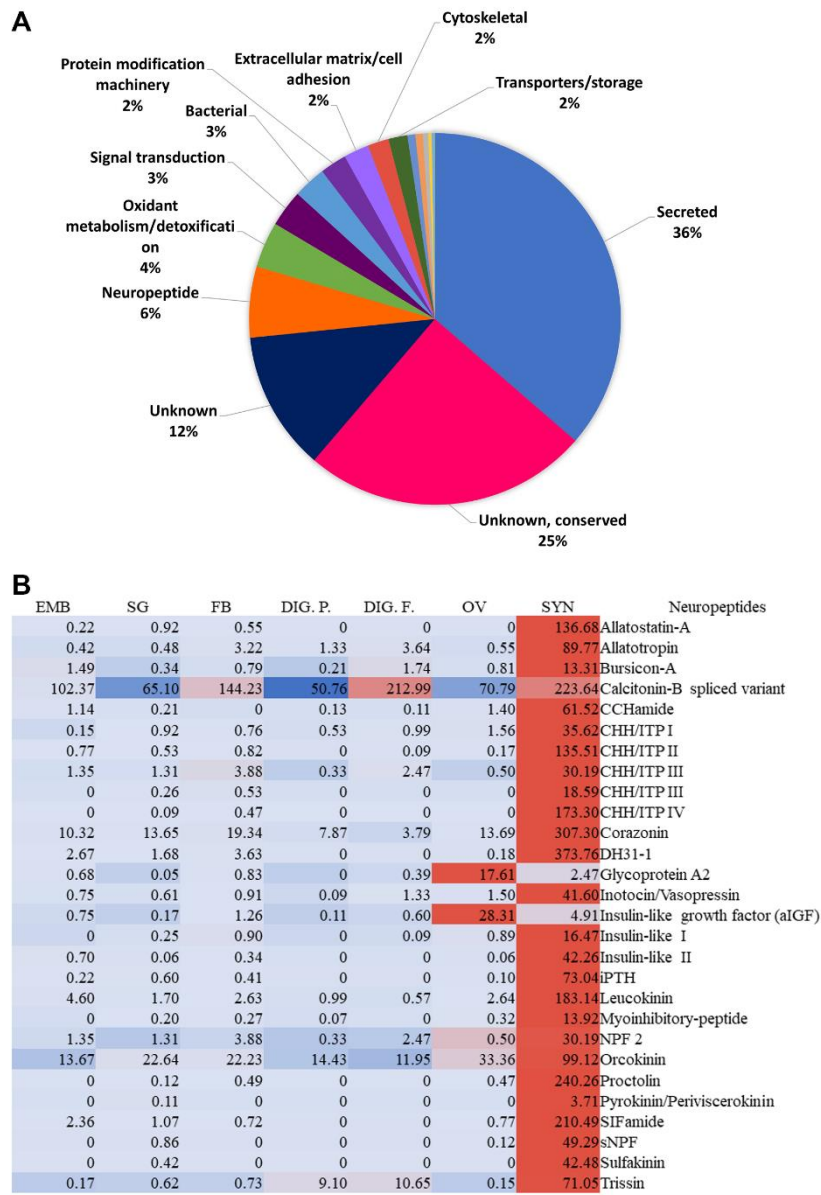 A
Cytoskeletal
2%
Protein modification
machinery
2%
Extracellular matrix/cell
adhesion
2%
Transporters/storage
2%
Bacterial
3%
Signal transduction
3%
Oxidant
metabolism/detoxificati
on
4%
Neuropeptide
6%
Unknown
12%
Secreted
36%
Unknown, conserved
25%
B
EMB SG FB DIG. P. DIG. F. OV SYN Neuropeptides
0.22 0.92 0.55 0 0 0 136.68 Allatostatin-A
0.42 0.48 3.22 1.33 3.64 0.55 89.77 Allatotropin
1.49 0.34 0.79 0.21 1.74 0.81 13.31 Bursicon-A
102.37 65.10 144.23 50.76 212.99 70.79 223.64 Calcitonin-B spliced variant
1.14 0.21 0 0.13 0.11 1.40 61.52 CCHamide
0.15 0.92 0.76 0.53 0.99 1.56 35.62 CHH/ITP I
0.77 0.53 0.82 0 0.09 0.17 135.51 CHH/ITP II
1.35 1.31 3.88 0.33 2.47 0.50 30.19 CHH/ITP III
0 0.26 0.53 0 0 0 18.59 CHH/ITP III
0 0.09 0.47 0 0 0 173.30 CHH/ITP IV
10.32 13.65 19.34 7.87 3.79 13.69 307.30 Corazonin
2.67 1.68 3.63 0 0 0.18 373.76 DH31-1
0.68 0.05 0.83 0 0.39 17.61 2.47 Glycoprotein A2
0.75 0.61 0.91 0.09 1.33 1.50 41.60 Inotocin/Vasopressin
0.75 0.17 1.26 0.11 0.60 28.31 4.91 Insulin-like growth factor (aIGF)
0 0.25 0.90 0 0.09 0.89 16.47 Insulin-like I
0.70 0.06 0.34 0 0 0.06 42.26 Insulin-like II
0.22 0.60 0.41 0 0 0.10 73.04 iPTH
4.60 1.70 2.63 0.99 0.57 2.64 183.14 Leucokinin
0 0.20 0.27 0.07 0 0.32 13.92 Myoinhibitory-peptide
1.35 1.31 3.88 0.33 2.47 0.50 30.19 NPF 2
13.67 22.64 22.23 14.43 11.95 33.36 99.12 Orcokinin
0 0.12 0.49 0 0 0.47 240.26 Proctolin
0 0.11 0 0 0 0 3.71 Pyrokinin/Periviscerokinin
2.36 1.07 0.72 0 0 0.77 210.49 SIFamide
0 0.86 0 0 0 0.12 49.29 sNPF
0 0.42 0 0 0 0 42.48 Sulfakinin
0.17 0.62 0.73 9.10 10.65 0.15 71.05 Trissin